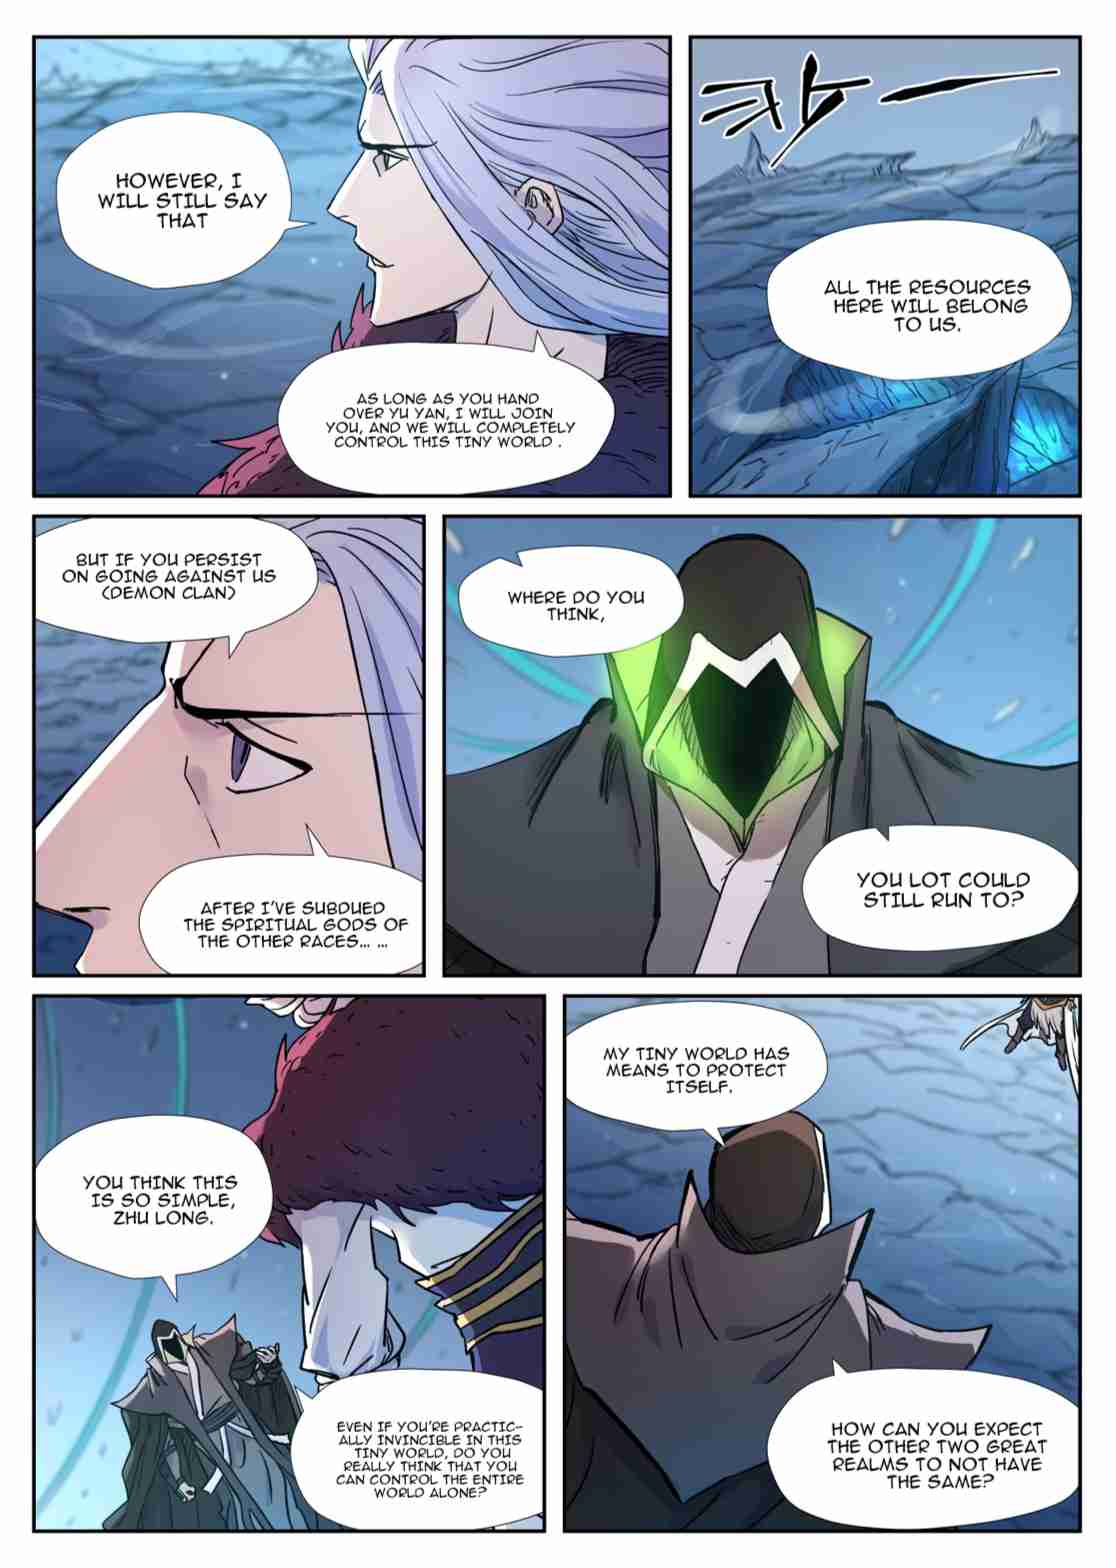 HOWEVER, I
WILL STILL SAY
THAT
AS LONG AS YOU HAND
OVER YU YAN, I WILL JOIN
YOU, AND WE WILL COMPLETELY
CONTROL THIS TINY WORLD .
ALL THE RESOURCES
HERE WILL BELONG
TO US.
BUT IF YOU PERSIST
ON GOING AGAINST US
(DEMON CLAN)
AFTER I'VE SUBDUED
THE SPIRITUAL GODS OF
THE OTHER RACES... ...
WHERE DO YOU
THINK,
YOU LOT COULD
STILL RUN TO?
YOU THINK THIS
IS SO SIMPLE,
ZHU LONG.
EVEN IF YOU'RE PRACTIC-
ALLY INVINCIBLE IN THIS
TINY WORLD, DO YOU
REALLY THINK THAT YOU
CAN CONTROL THE ENTIRE
WORLD ALONE?
MY TINY WORLD HAS
MEANS TO PROTECT
ITSELF.
HOW CAN YOU EXPECT
THE OTHER TWO GREAT
REALMS TO NOT HAVE
THE SAME?